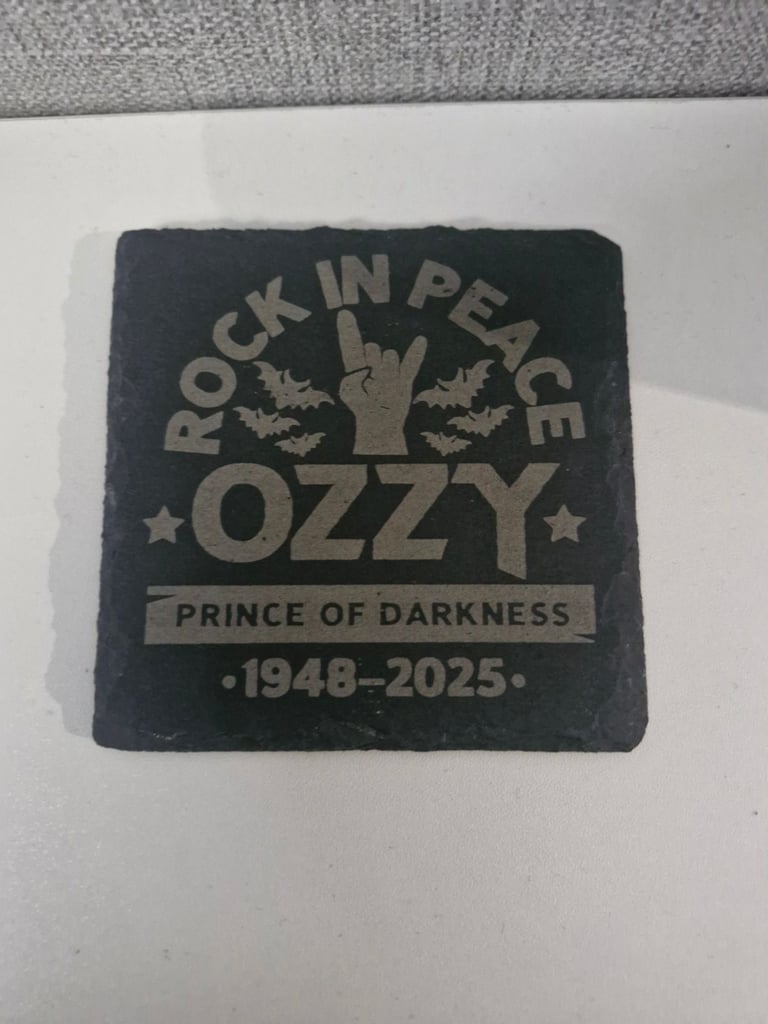 ROCK IN PEACE
OZZY
PRINCE OF DARKNESS
•1948–2025•